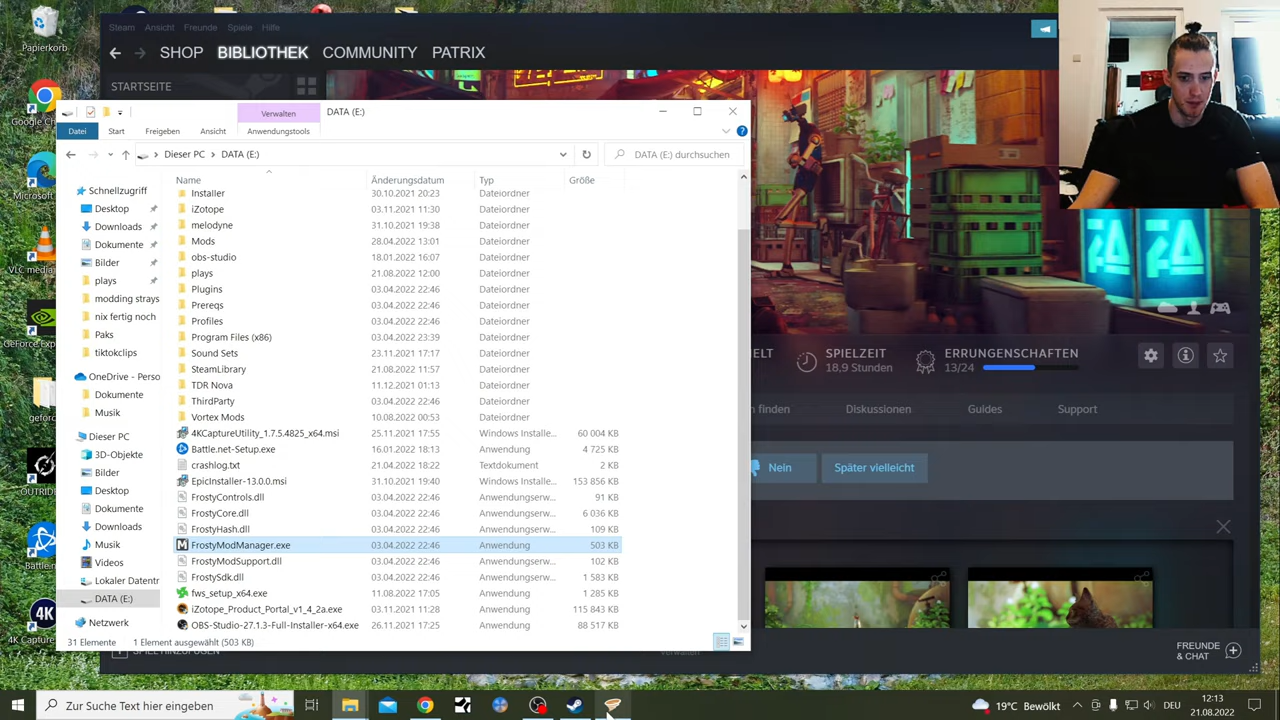 Papierkorb
Google Ch
Microsoft
VLC media
GeForce Exp
geforc
OUTRIDE
Battle.n
4K Capture
Steam Ansicht Freunde Spiele Hilfe
SHOP BIBLIOTHEK COMMUNITY PATRIX
STARTSEITE
Verwalten DATA (E:)
Datei Start Freigeben Ansicht Anwendungstools
Dieser PC > DATA (E:) DATA (E:) durchsuchen
Schnellzugriff
Desktop
Downloads
Dokumente
Bilder
plays
modding strays
nix fertig noch
Paks
tiktokclips
OneDrive - Perso
Dokumente
Musik
Dieser PC
3D-Objekte
Bilder
Desktop
Dokumente
Downloads
Musik
Videos
Lokaler Datentr
DATA (E:)
Netzwerk
Name Änderungsdatum Typ Größe
Installer 30.10.2021 20:23 Dateiordner
iZotope 03.11.2021 11:30 Dateiordner
melodyne 31.10.2021 19:38 Dateiordner
Mods 28.04.2022 13:01 Dateiordner
obs-studio 18.01.2022 16:07 Dateiordner
plays 21.08.2022 12:00 Dateiordner
Plugins 03.04.2022 22:46 Dateiordner
Prereqs 03.04.2022 22:46 Dateiordner
Profiles 03.04.2022 22:46 Dateiordner
Program Files (x86) 03.04.2022 23:39 Dateiordner
Sound Sets 23.11.2021 17:17 Dateiordner
SteamLibrary 21.08.2022 11:57 Dateiordner
TDR Nova 11.12.2021 01:13 Dateiordner
ThirdParty 03.04.2022 22:46 Dateiordner
Vortex Mods 10.08.2022 00:53 Dateiordner
4KCaptureUtility_1.7.5.4825_x64.msi 25.11.2021 17:55 Windows Installe... 60 004 KB
Battle.net-Setup.exe 16.01.2022 18:13 Anwendung 4 725 KB
crashlog.txt 21.04.2022 18:22 Textdokument 2 KB
EpicInstaller-13.0.0.msi 31.10.2021 19:40 Windows Installe... 153 856 KB
FrostyControls.dll 03.04.2022 22:46 Anwendungserw... 91 KB
FrostyCore.dll 03.04.2022 22:46 Anwendungserw... 6 036 KB
FrostyHash.dll 03.04.2022 22:46 Anwendungserw... 109 KB
FrostyModManager.exe 03.04.2022 22:46 Anwendung 503 KB
FrostyModSupport.dll 03.04.2022 22:46 Anwendungserw... 102 KB
FrostySdk.dll 03.04.2022 22:46 Anwendungserw... 1 583 KB
fws_setup_x64.exe 11.08.2022 17:05 Anwendung 1 285 KB
iZotope_Product_Portal_v1_4_2a.exe 03.11.2021 11:28 Anwendung 115 843 KB
OBS-Studio-27.1.3-Full-Installer-x64.exe 26.11.2021 17:25 Anwendung 88 517 KB
31 Elemente 1 Element ausgewählt (503 KB)
ELT SPIELZEIT ERRUNGENSCHAFTEN
18,9 Stunden 13/24
n finden Diskussionen Guides Support
Nein Später vielleicht
SPIEL HINZUFÜGEN Verwalten
FREUNDE
& CHAT
Zur Suche Text hier eingeben
19°C Bewölkt DEU 12:13
21.08.2022